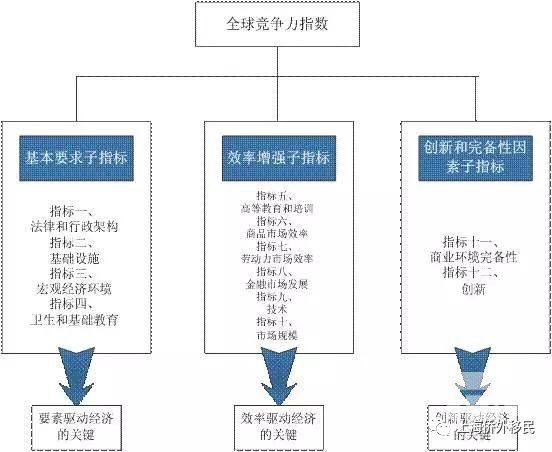 全球竞争力指数
基本要求子指标
指标一、
法律和行政架构
指标二、
基础设施
指标三、
宏观经济环境
指标四、
卫生和基础教育
要素驱动经济
的关键
效率增强子指标
指标五、
高等教育和培训
指标六、
商品市场效率
指标七、
劳动力市场效率
指标八、
金融市场发展
指标九、
技术
指标十、
市场规模
效率驱动经济
的关键
创新和完备性因
素子指标
指标十一、
商业环境完备性
指标十二、
创新
创新驱动经济
的关键
上海侨外移民